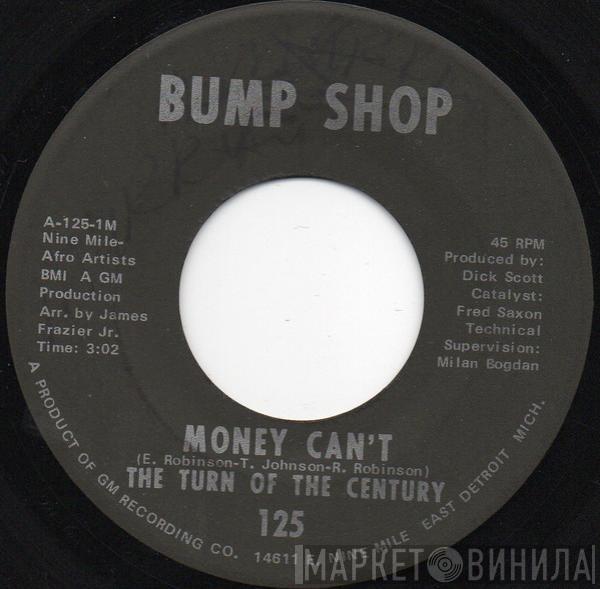 BUMP SHOP
A-125-1M
Nine Mile-
Afro Artists
BMI A GM
Production
Arr. by James
Frazier Jr.
Time: 3:02
45 RPM
Produced by:
Dick Scott
Catalyst:
Fred Saxon
Technical
Supervision:
Milan Bogdan
MONEY CAN'T
(E. Robinson-T. Johnson-R. Robinson)
THE TURN OF THE CENTURY
125
A PRODUCT OF GM RECORDING CO. 14611 E. NINE MILE EAST DETROIT MICH.
МАРКЕТ ВИНИЛА